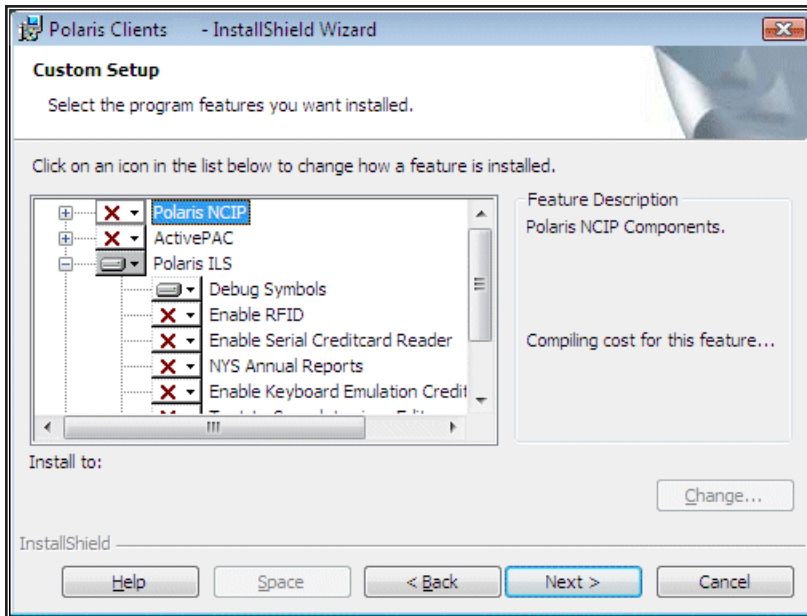 Polaris Clients - InstallShield Wizard
Custom Setup
Select the program features you want installed.
Click on an icon in the list below to change how a feature is installed.
Polaris NCIP
ActivePAC
Polaris ILS
Debug Symbols
Enable RFID
Enable Serial Creditcard Reader
NYS Annual Reports
Enable Keyboard Emulation Credit
Feature Description
Polaris NCIP Components.
Compiling cost for this feature...
Install to:
Change...
InstallShield
Help
Space
< Back
Next >
Cancel